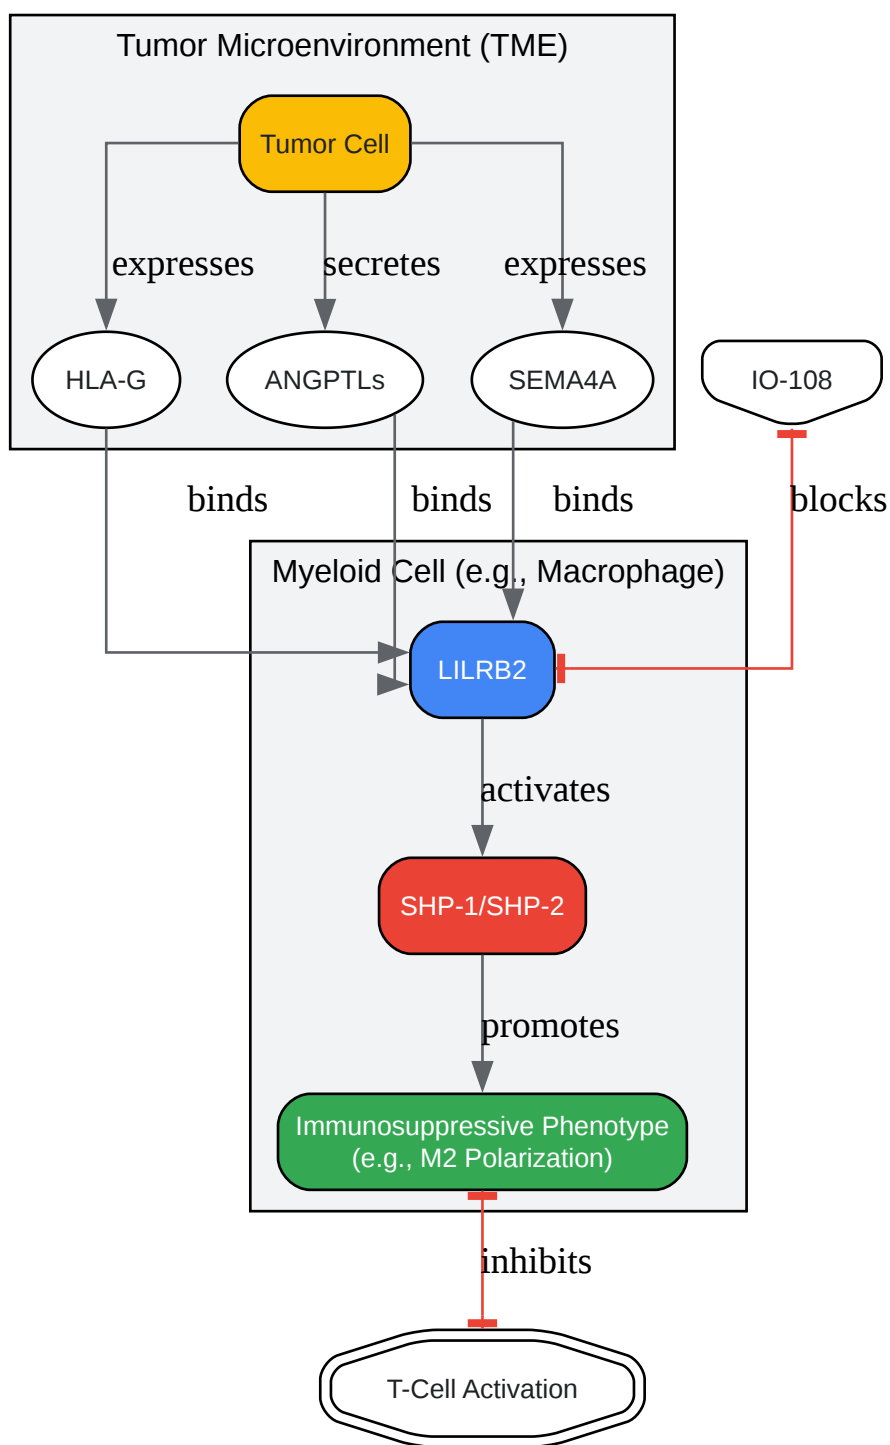 Tumor Microenvironment (TME)
Tumor Cell
expresses
secretes
expresses
HLA-G
ANGPTLs
SEMA4A
IO-108
binds
binds
binds
blocks
Myeloid Cell (e.g., Macrophage)
LILRB2
activates
SHP-1/SHP-2
promotes
Immunosuppressive Phenotype
(e.g., M2 Polarization)
inhibits
T-Cell Activation